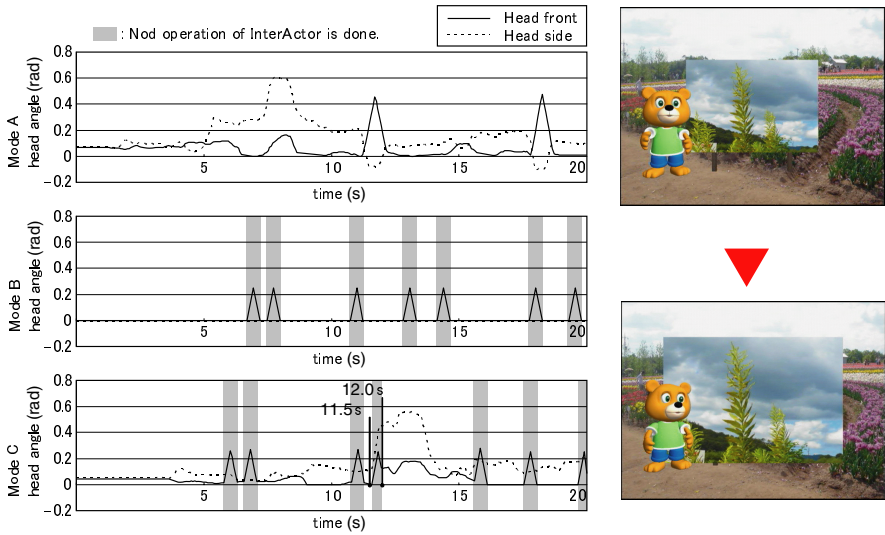 : Nod operation of InterActor is done.
Head front
Head side
Mode A
head angle (rad)
0.8
0.6
0.4
0.2
0
−0.2
5
10
15
20
time (s)
Mode B
head angle (rad)
0.8
0.6
0.4
0.2
0
−0.2
5
10
15
20
time (s)
Mode C
head angle (rad)
0.8
0.6
0.4
0.2
0
−0.2
12.0 s
11.5s
5
10
15
20
time (s)